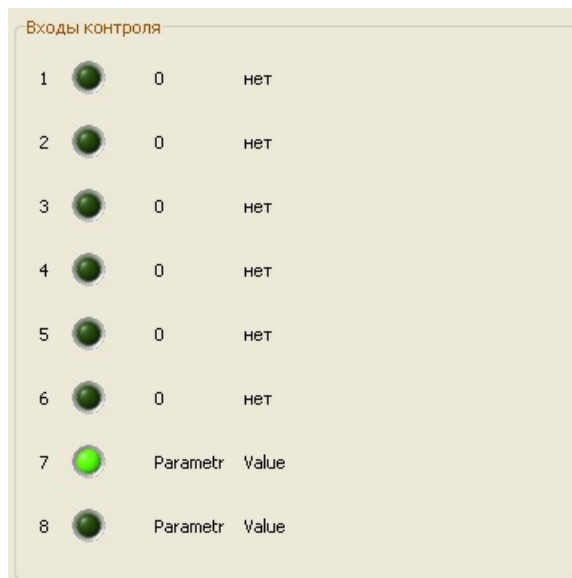 Входы контроля
1 0 нет
2 0 нет
3 0 нет
4 0 нет
5 0 нет
6 0 нет
7 Parametr Value
8 Parametr Value